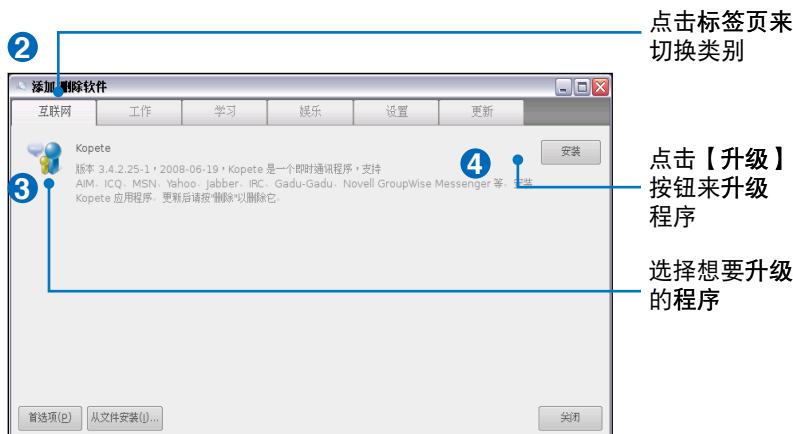 点击标签页来
切换类别
2
添加/删除软件
互联网 工作 学习 娱乐 设置 更新
Kopete
安装
版本 3.4.2.25-1，2008-06-19，Kopete 是一个即时通讯程序，支持
AIM、ICQ、MSN、Yahoo、Jabber、IRC、Gadu-Gadu、Novell GroupWise Messenger 等。安装
Kopete 应用程序。更新后请按"删除"以删除它。
4
点击【升级】
按钮来升级
程序
3
选择想要升级
的程序
首选项(P) 从文件安装(I)... 关闭